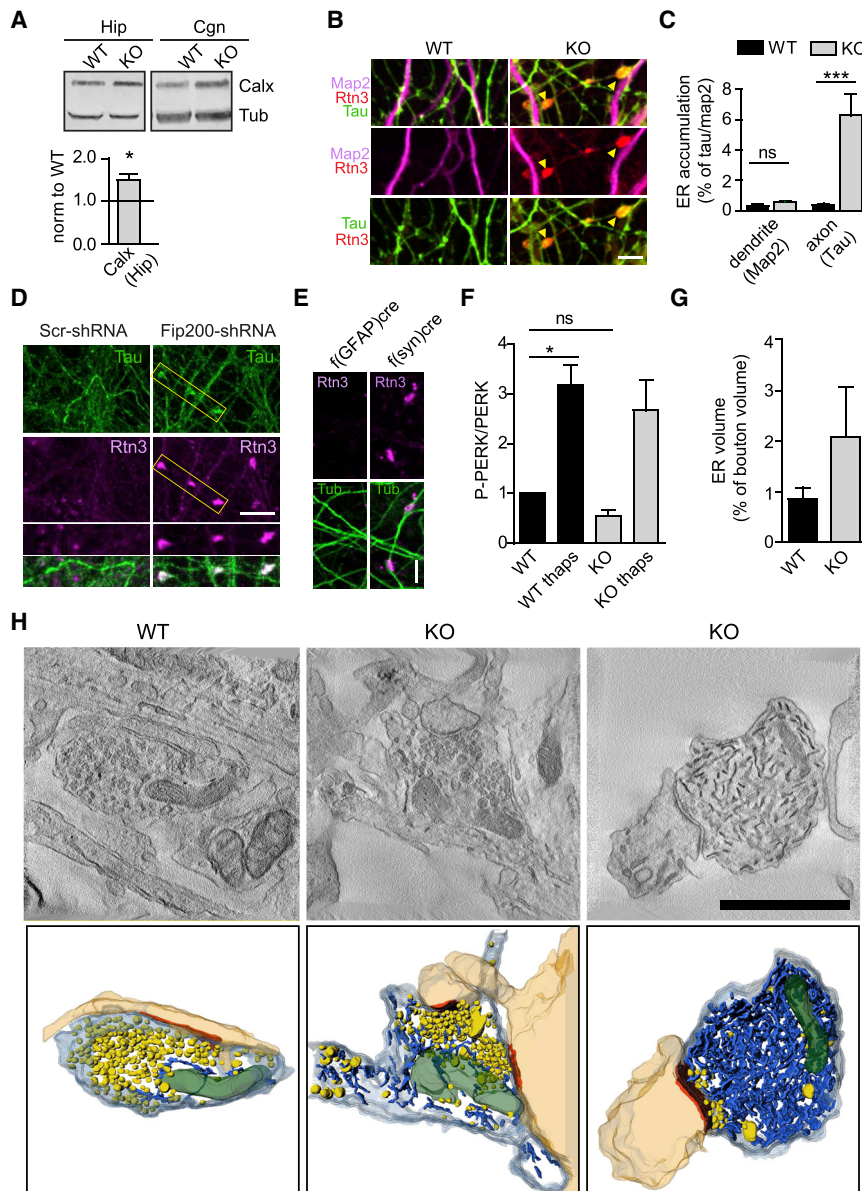 A
Hip Cgn
WT KO WT KO
Calx
Tub
norm to WT
2.0
1.0
0.0
*
Calx
(Hip)
B
WT KO
Map2
Rtn3
Tau
Map2
Rtn3
Tau
Rtn3
C
WT KO
ER accumulation
(% of tau/map2)
8
6
4
2
0
ns
***
dendrite
(Map2)
axon
(Tau)
D
Scr-shRNA Fip200-shRNA
Tau
Rtn3
E
f(GFAP)cre f(syn)cre
Rtn3 Rtn3
Tub Tub
F
P-PERK/PERK
4
3
2
1
0
ns
*
WT
WT thaps
KO
KO thaps
G
ER volume
(% of bouton volume)
4
3
2
1
0
WT
KO
H
WT KO KO